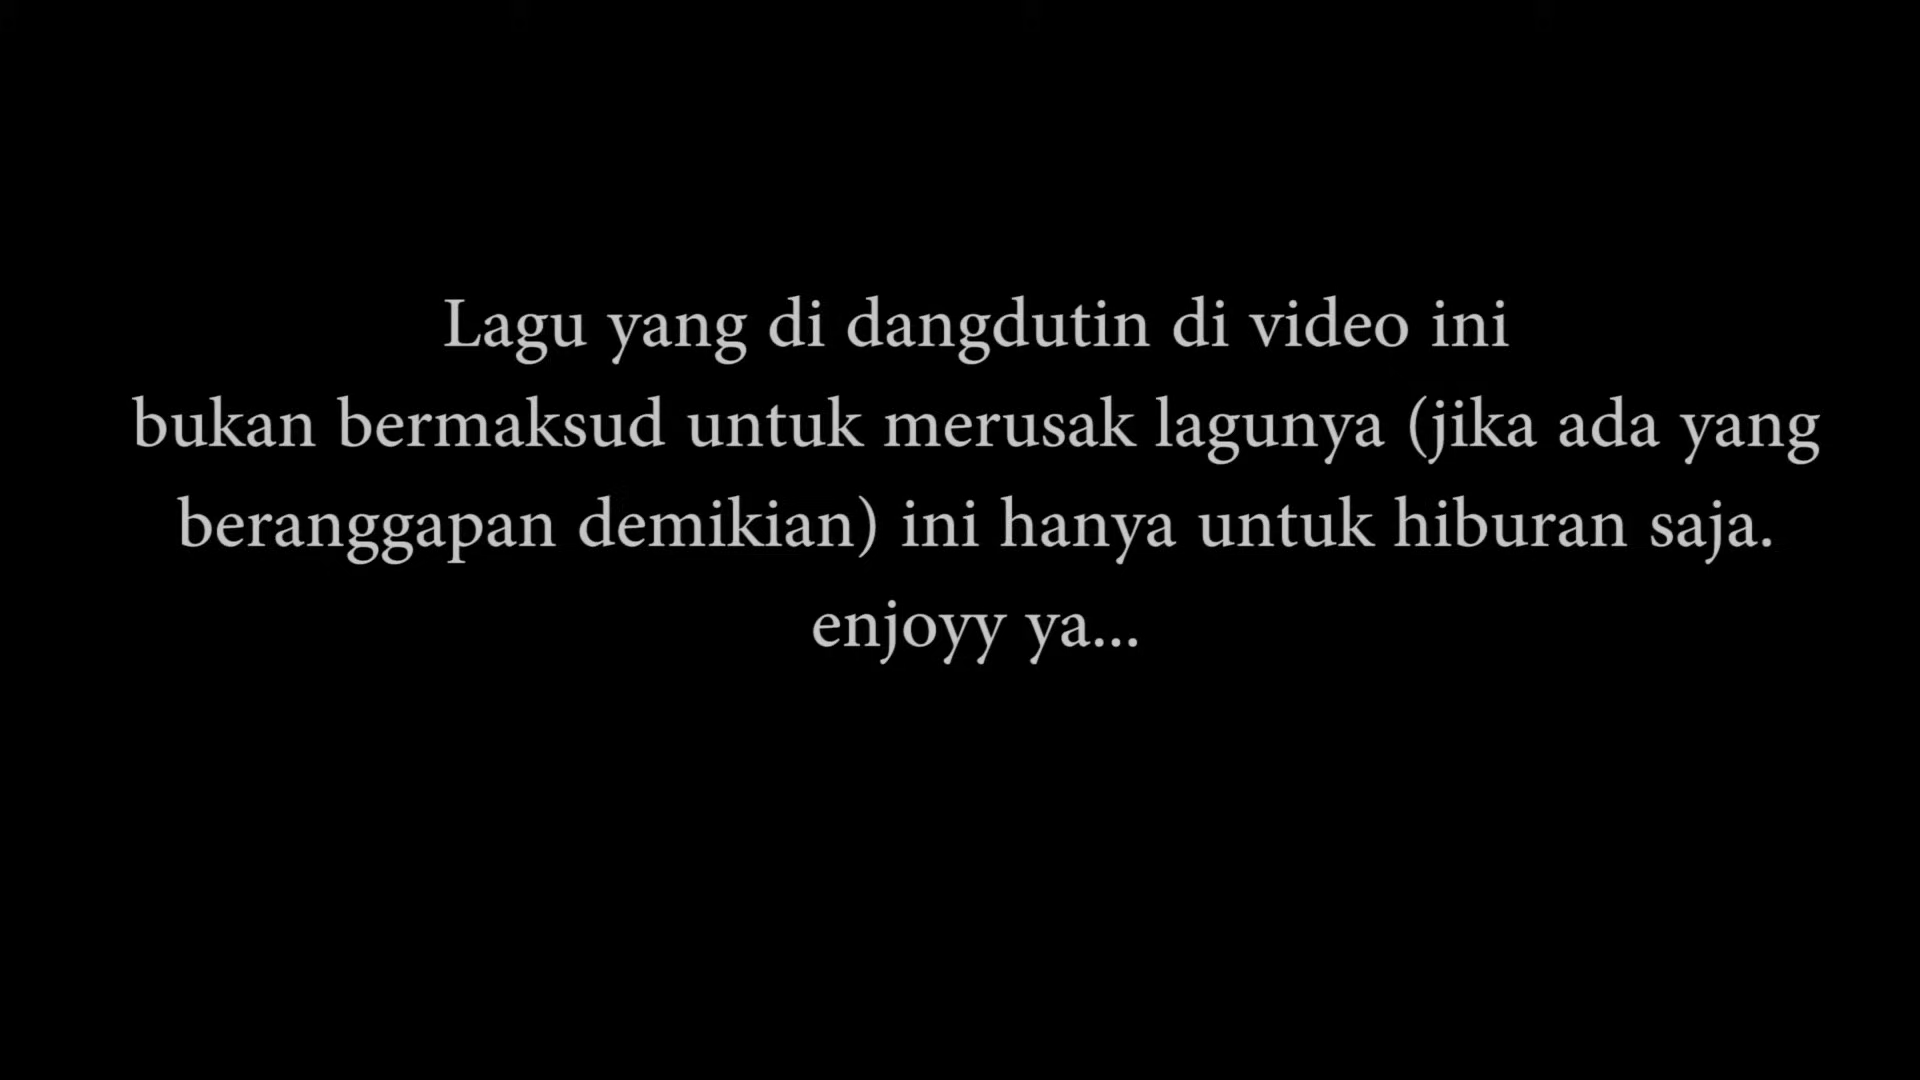 Lagu yang di dangdutin di video ini
bukan bermaksud untuk merusak lagunya (jika ada yang
beranggapan demikian) ini hanya untuk hiburan saja.
enjoyy ya...